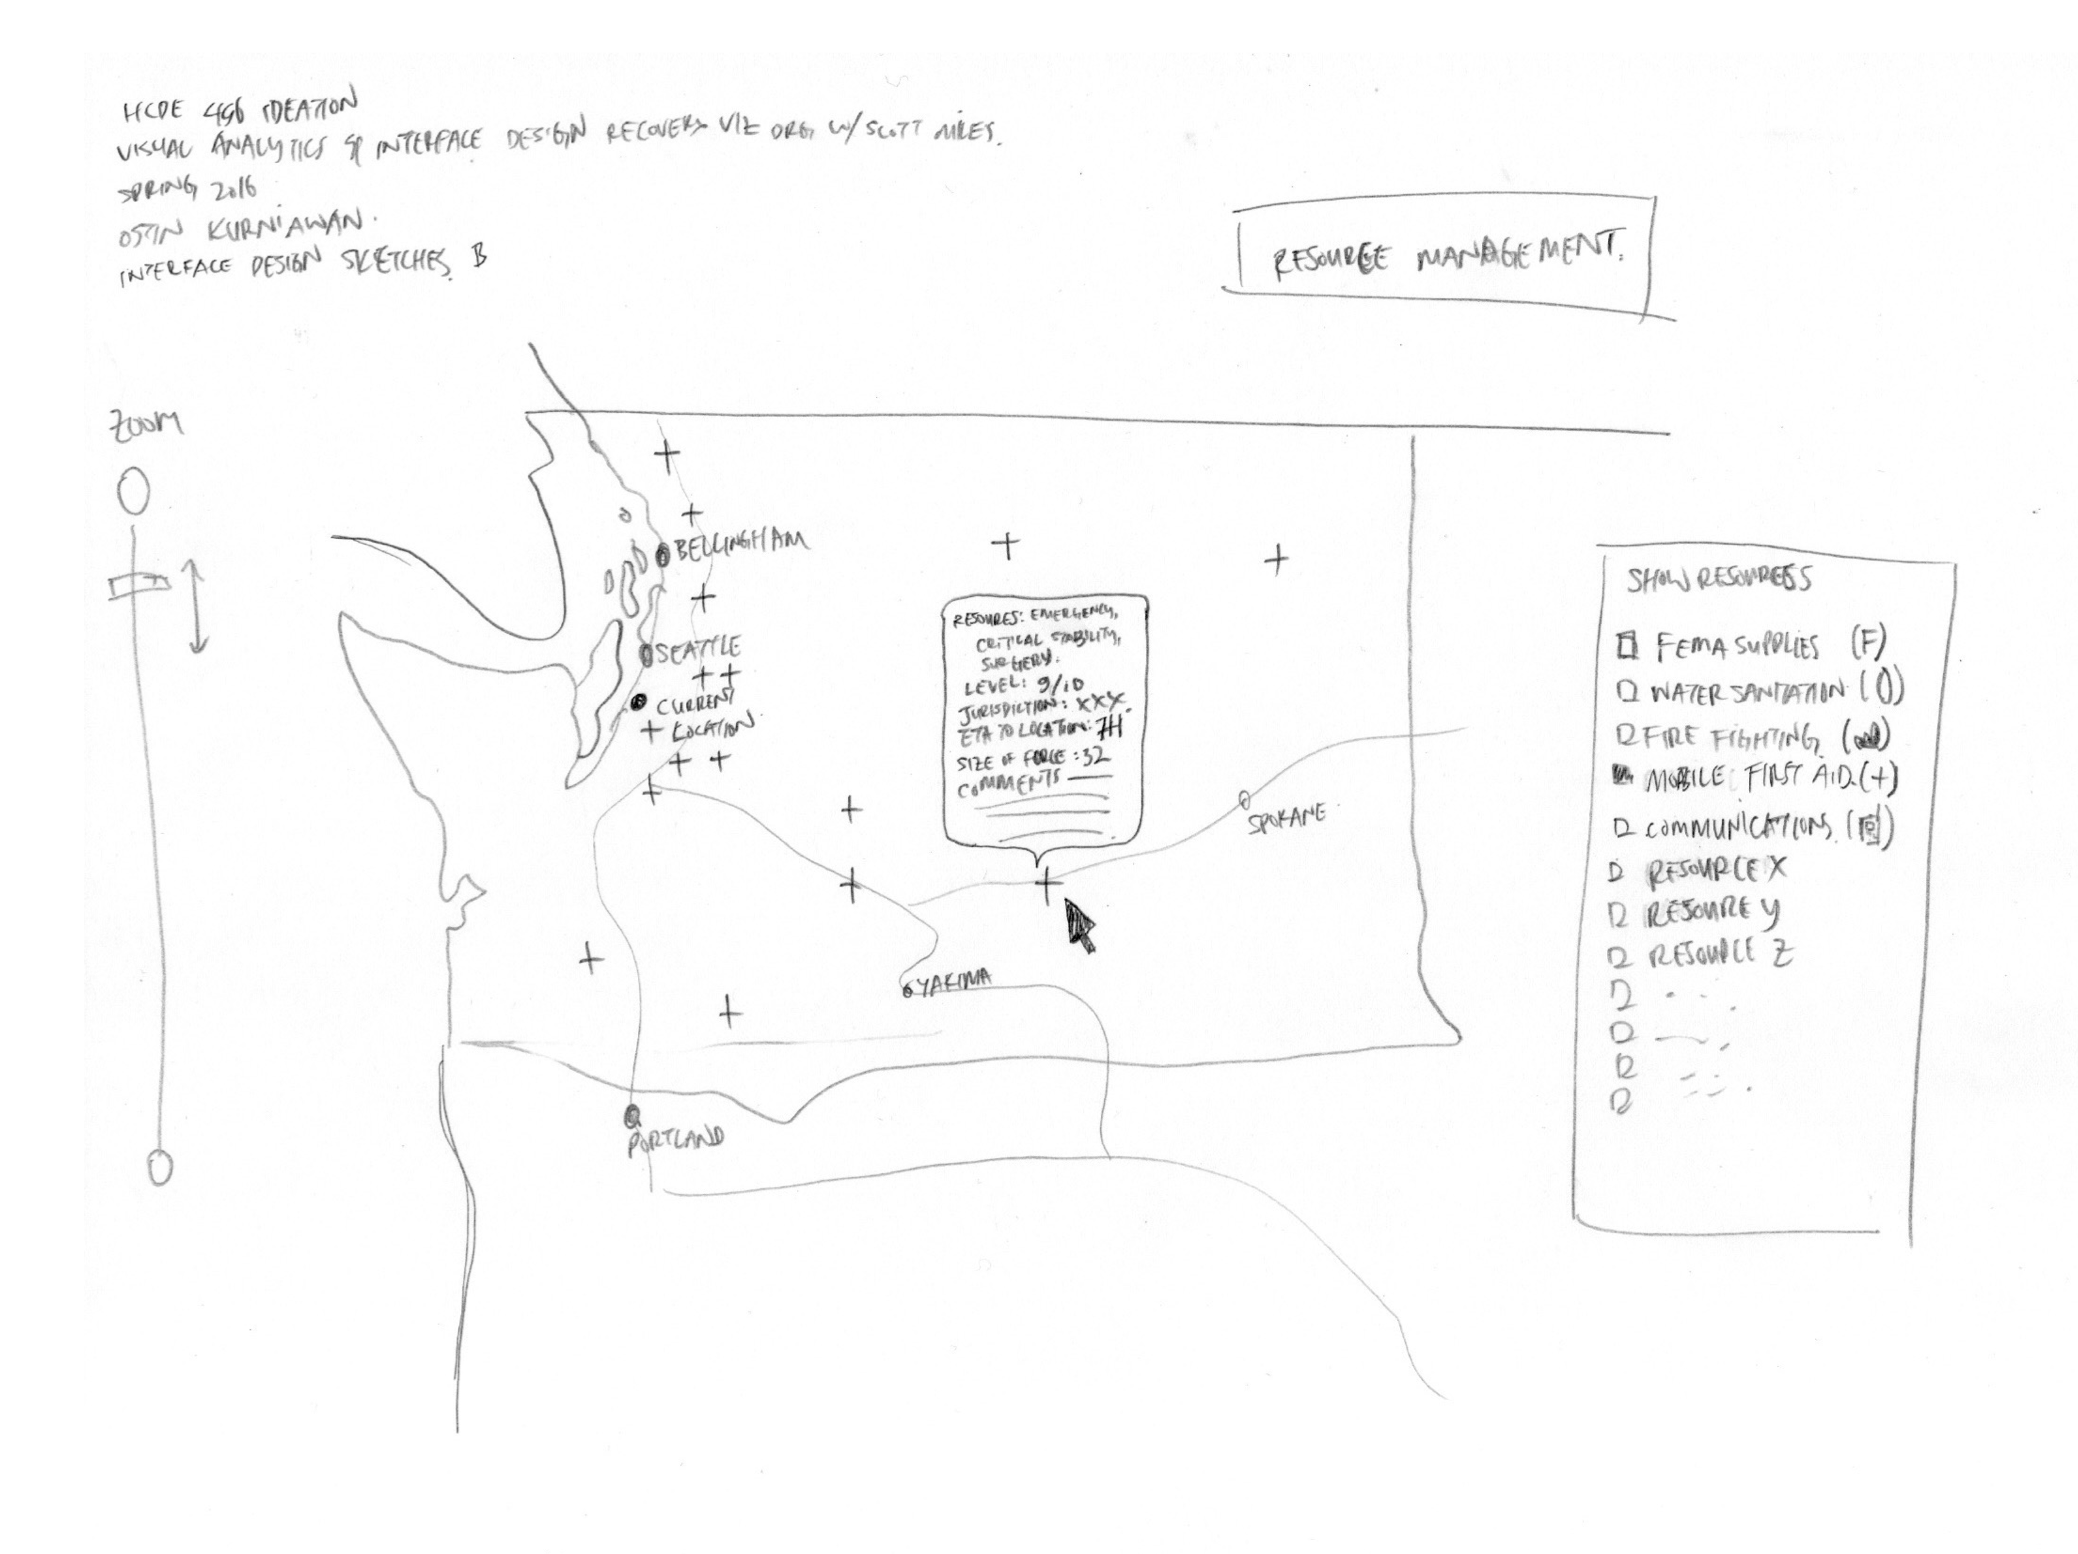 HCDE 496 IDEATION
VISUAL ANALYTICS & INTERFACE DESIGN RECOVERY VIZ ORG W/ SCOTT MILES.
SPRING 2016
OSTIN KURNIAWAN.
INTERFACE DESIGN SKETCHES. B
RESOURCE MANAGEMENT.
ZOOM
BELLINGHAM
SEATTLE
CURRENT
LOCATION.
RESOURES: EMERGENCY,
CRITICAL STABILITY,
SURGERY.
LEVEL: 9/10
JURISDICTION: XXX.
ETA TO LOCATION: 7H
SIZE OF FORCE: 32
COMMENTS
SPOKANE.
YAKIMA
PORTLAND
SHOW RESOURCES
FEMA SUPPLIES (F)
WATER SANITATION (0)
FIRE FIGHTING. ( )
MOBILE FIRST AID. (+)
COMMUNICATIONS. ( )
RESOURCE X
RESOURE Y
RESOURCE Z